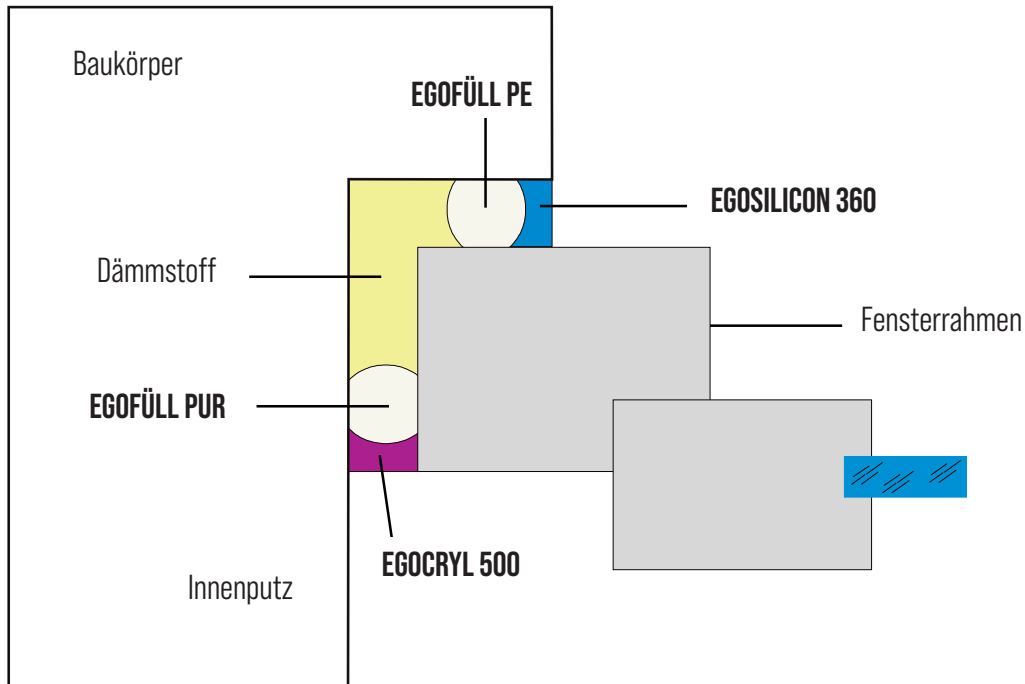 Baukörper
EGOFÜLL PE
EGOSILICON 360
Dämmstoff
Fensterrahmen
EGOFÜLL PUR
EGOCRYL 500
Innenputz